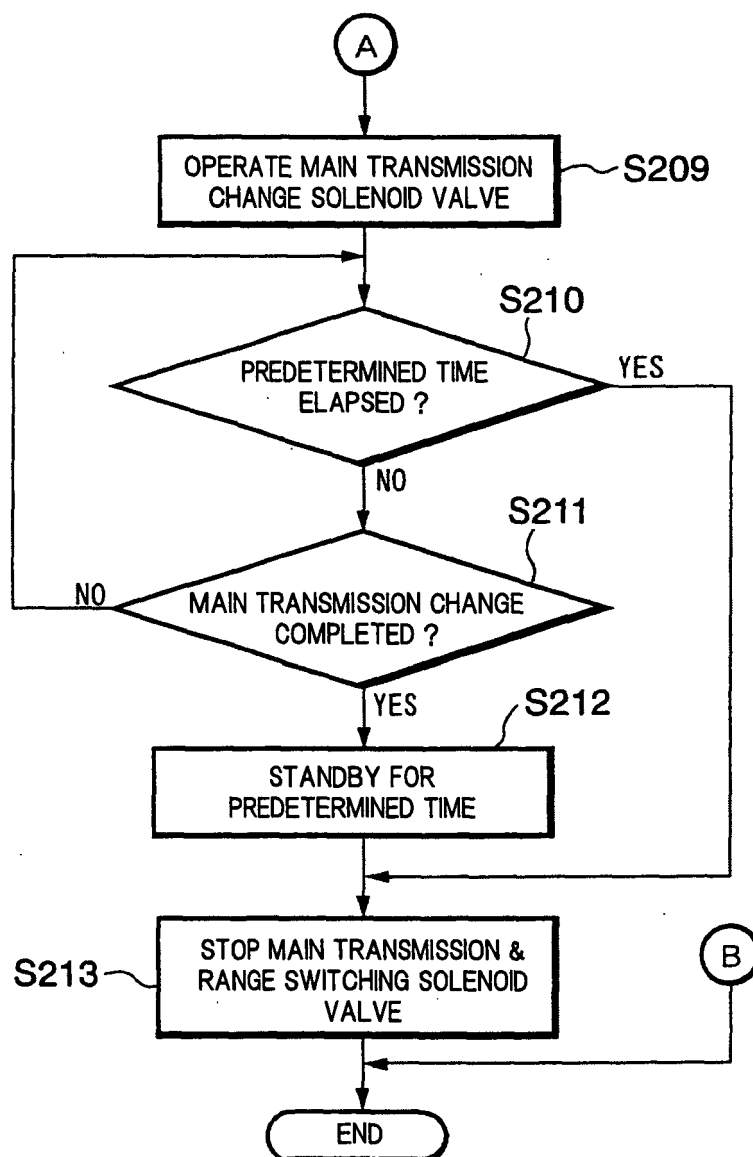 A
OPERATE MAIN TRANSMISSION
CHANGE SOLENOID VALVE
S209
S210
PREDETERMINED TIME
ELAPSED ?
YES
NO
S211
MAIN TRANSMISSION CHANGE
COMPLETED ?
NO
YES
S212
STANDBY FOR
PREDETERMINED TIME
S213
STOP MAIN TRANSMISSION &
RANGE SWITCHING SOLENOID
VALVE
B
END